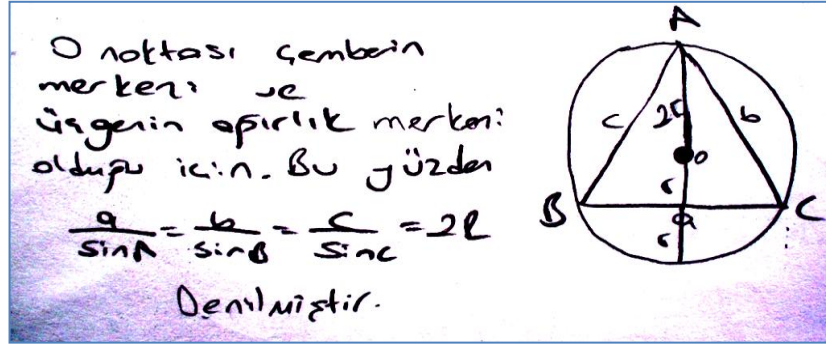 O noktası çemberin
merkezi ve
üçgenin ağırlık merkezi
olduğu için. Bu yüzden
a/SinA = b/SinB = c/SinC = 2R
Denilmiştir.
A
c 2r b
o
r
B a C
r